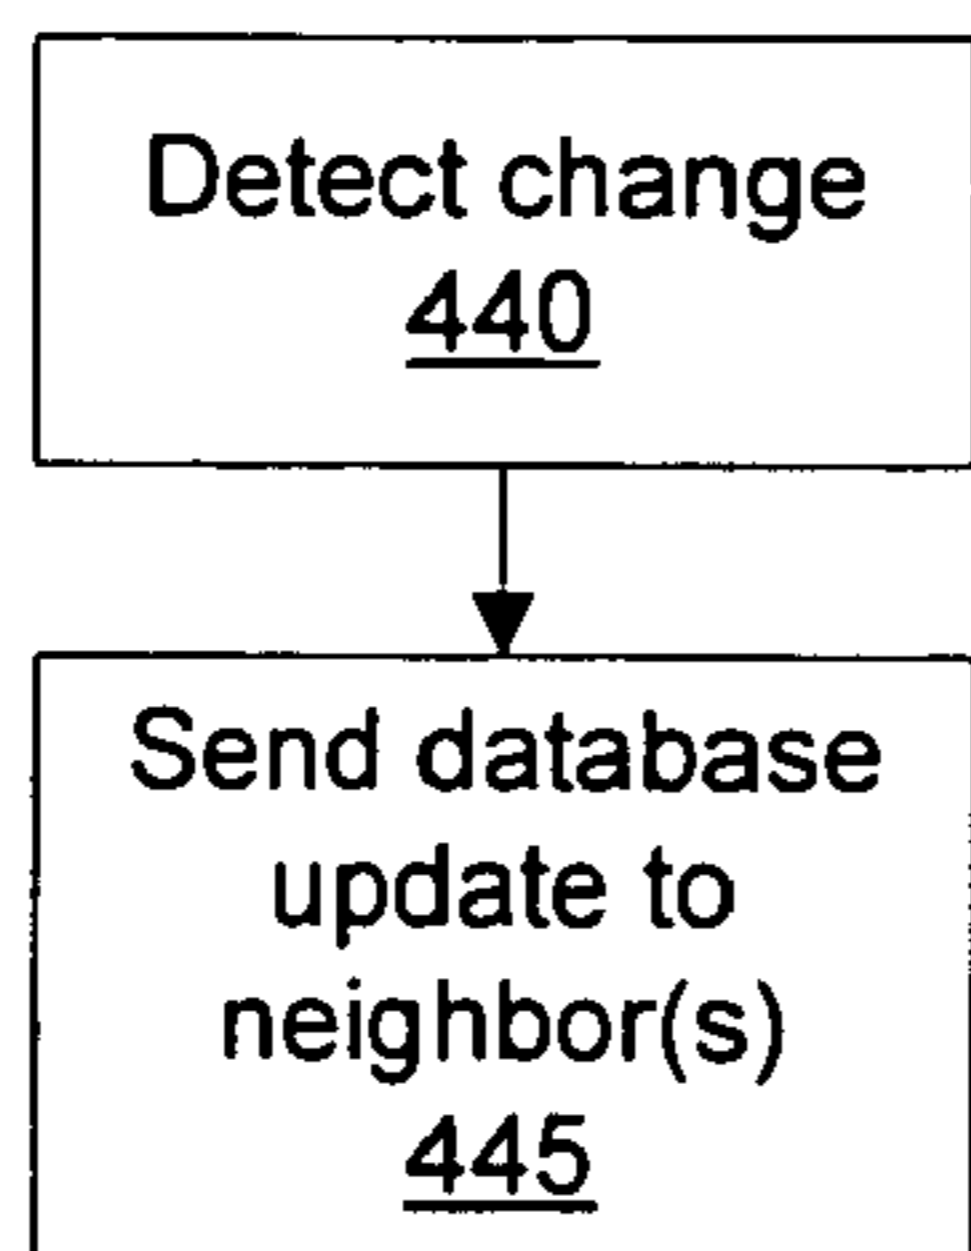 Detect change
440
Send database
update to
neighbor(s)
445